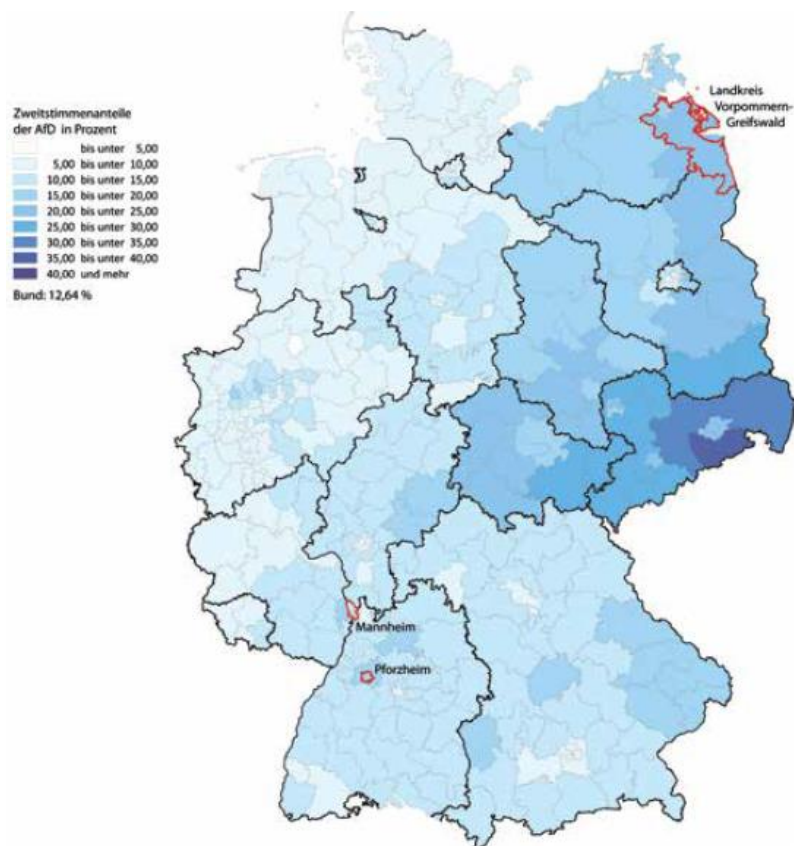 Landkreis
Vorpommern-
Greifswald
Zweitstimmenanteile
der AfD in Prozent
bis unter 5,00
5,00 bis unter 10,00
10,00 bis unter 15,00
15,00 bis unter 20,00
20,00 bis unter 25,00
25,00 bis unter 30,00
30,00 bis unter 35,00
35,00 bis unter 40,00
40,00 und mehr
Bund: 12,64 %
Mannheim
Pforzheim